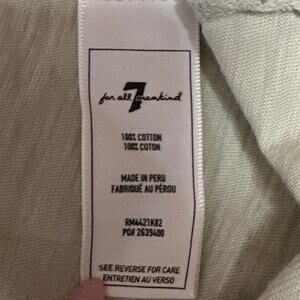 7
for all mankind
100% COTTON
100% COTON
MADE IN PERU
FABRIQUÉ AU PÉROU
RM4421K82
PO# 2639400
SEE REVERSE FOR CARE
ENTRETIEN AU VERSO